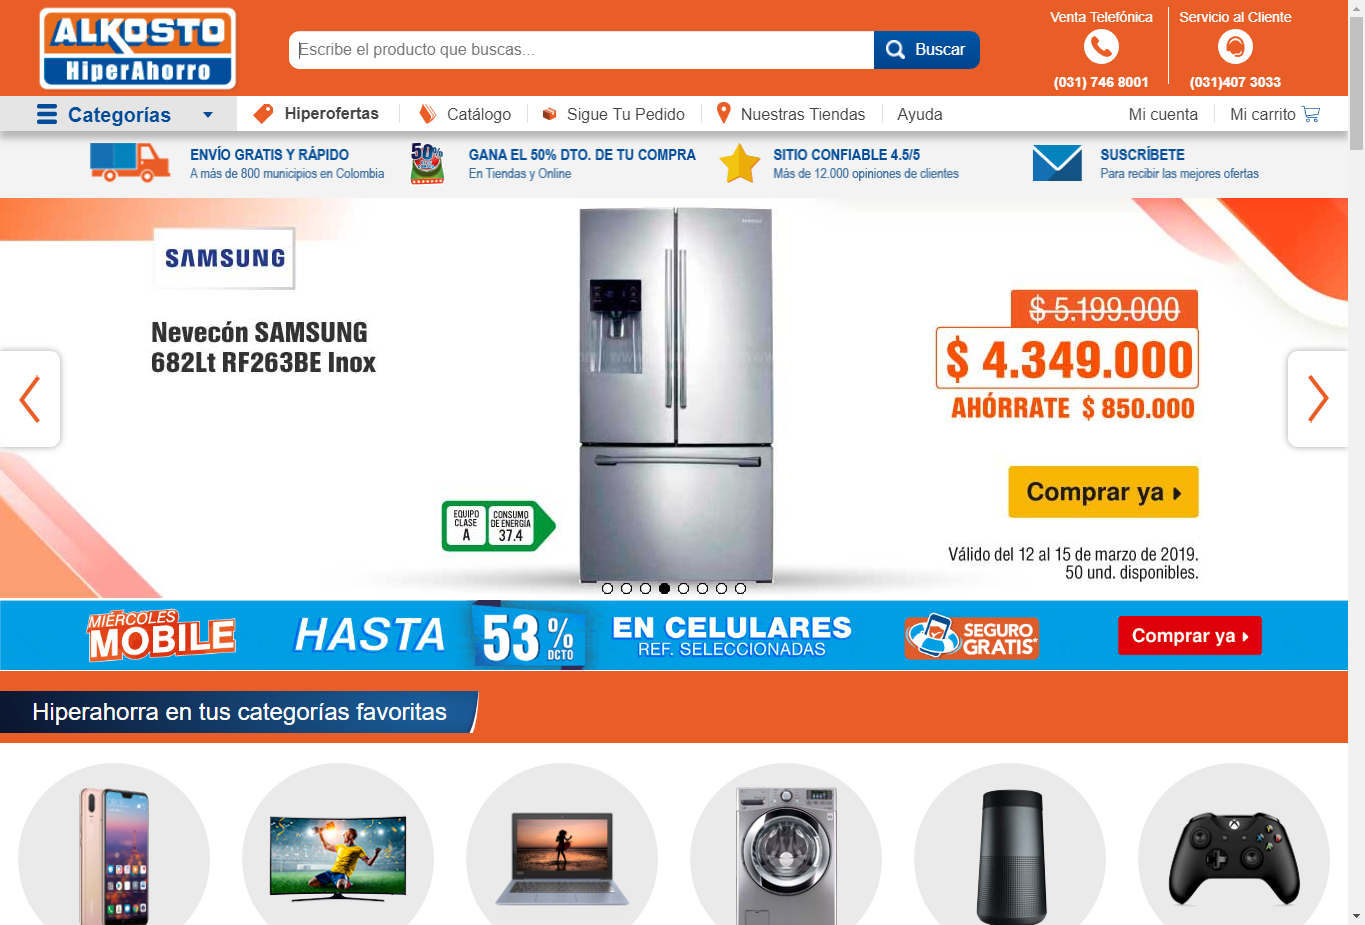 ALKOSTO
HiperAhorro
Escribe el producto que buscas...
Buscar
Venta Telefónica
(031) 746 8001
Servicio al Cliente
(031)407 3033
Categorías
Hiperofertas
Catálogo
Sigue Tu Pedido
Nuestras Tiendas
Ayuda
Mi cuenta
Mi carrito
ENVÍO GRATIS Y RÁPIDO
A más de 800 municipios en Colombia
50%
GANA EL 50% DTO. DE TU COMPRA
En Tiendas y Online
SITIO CONFIABLE 4.5/5
Más de 12.000 opiniones de clientes
SUSCRÍBETE
Para recibir las mejores ofertas
SAMSUNG
Nevecón SAMSUNG
682Lt RF263BE Inox
SAMSUNG
EQUIPO
CLASE
A
CONSUMO
DE ENERGÍA
37.4
$ 5.199.000
$ 4.349.000
AHÓRRATE $ 850.000
Comprar ya
Válido del 12 al 15 de marzo de 2019.
50 und. disponibles.
MIÉRCOLES
MOBILE
HASTA
53%
DCTO
EN CELULARES
REF. SELECCIONADAS
SEGURO
GRATIS*
Comprar ya
Hiperahorra en tus categorías favoritas